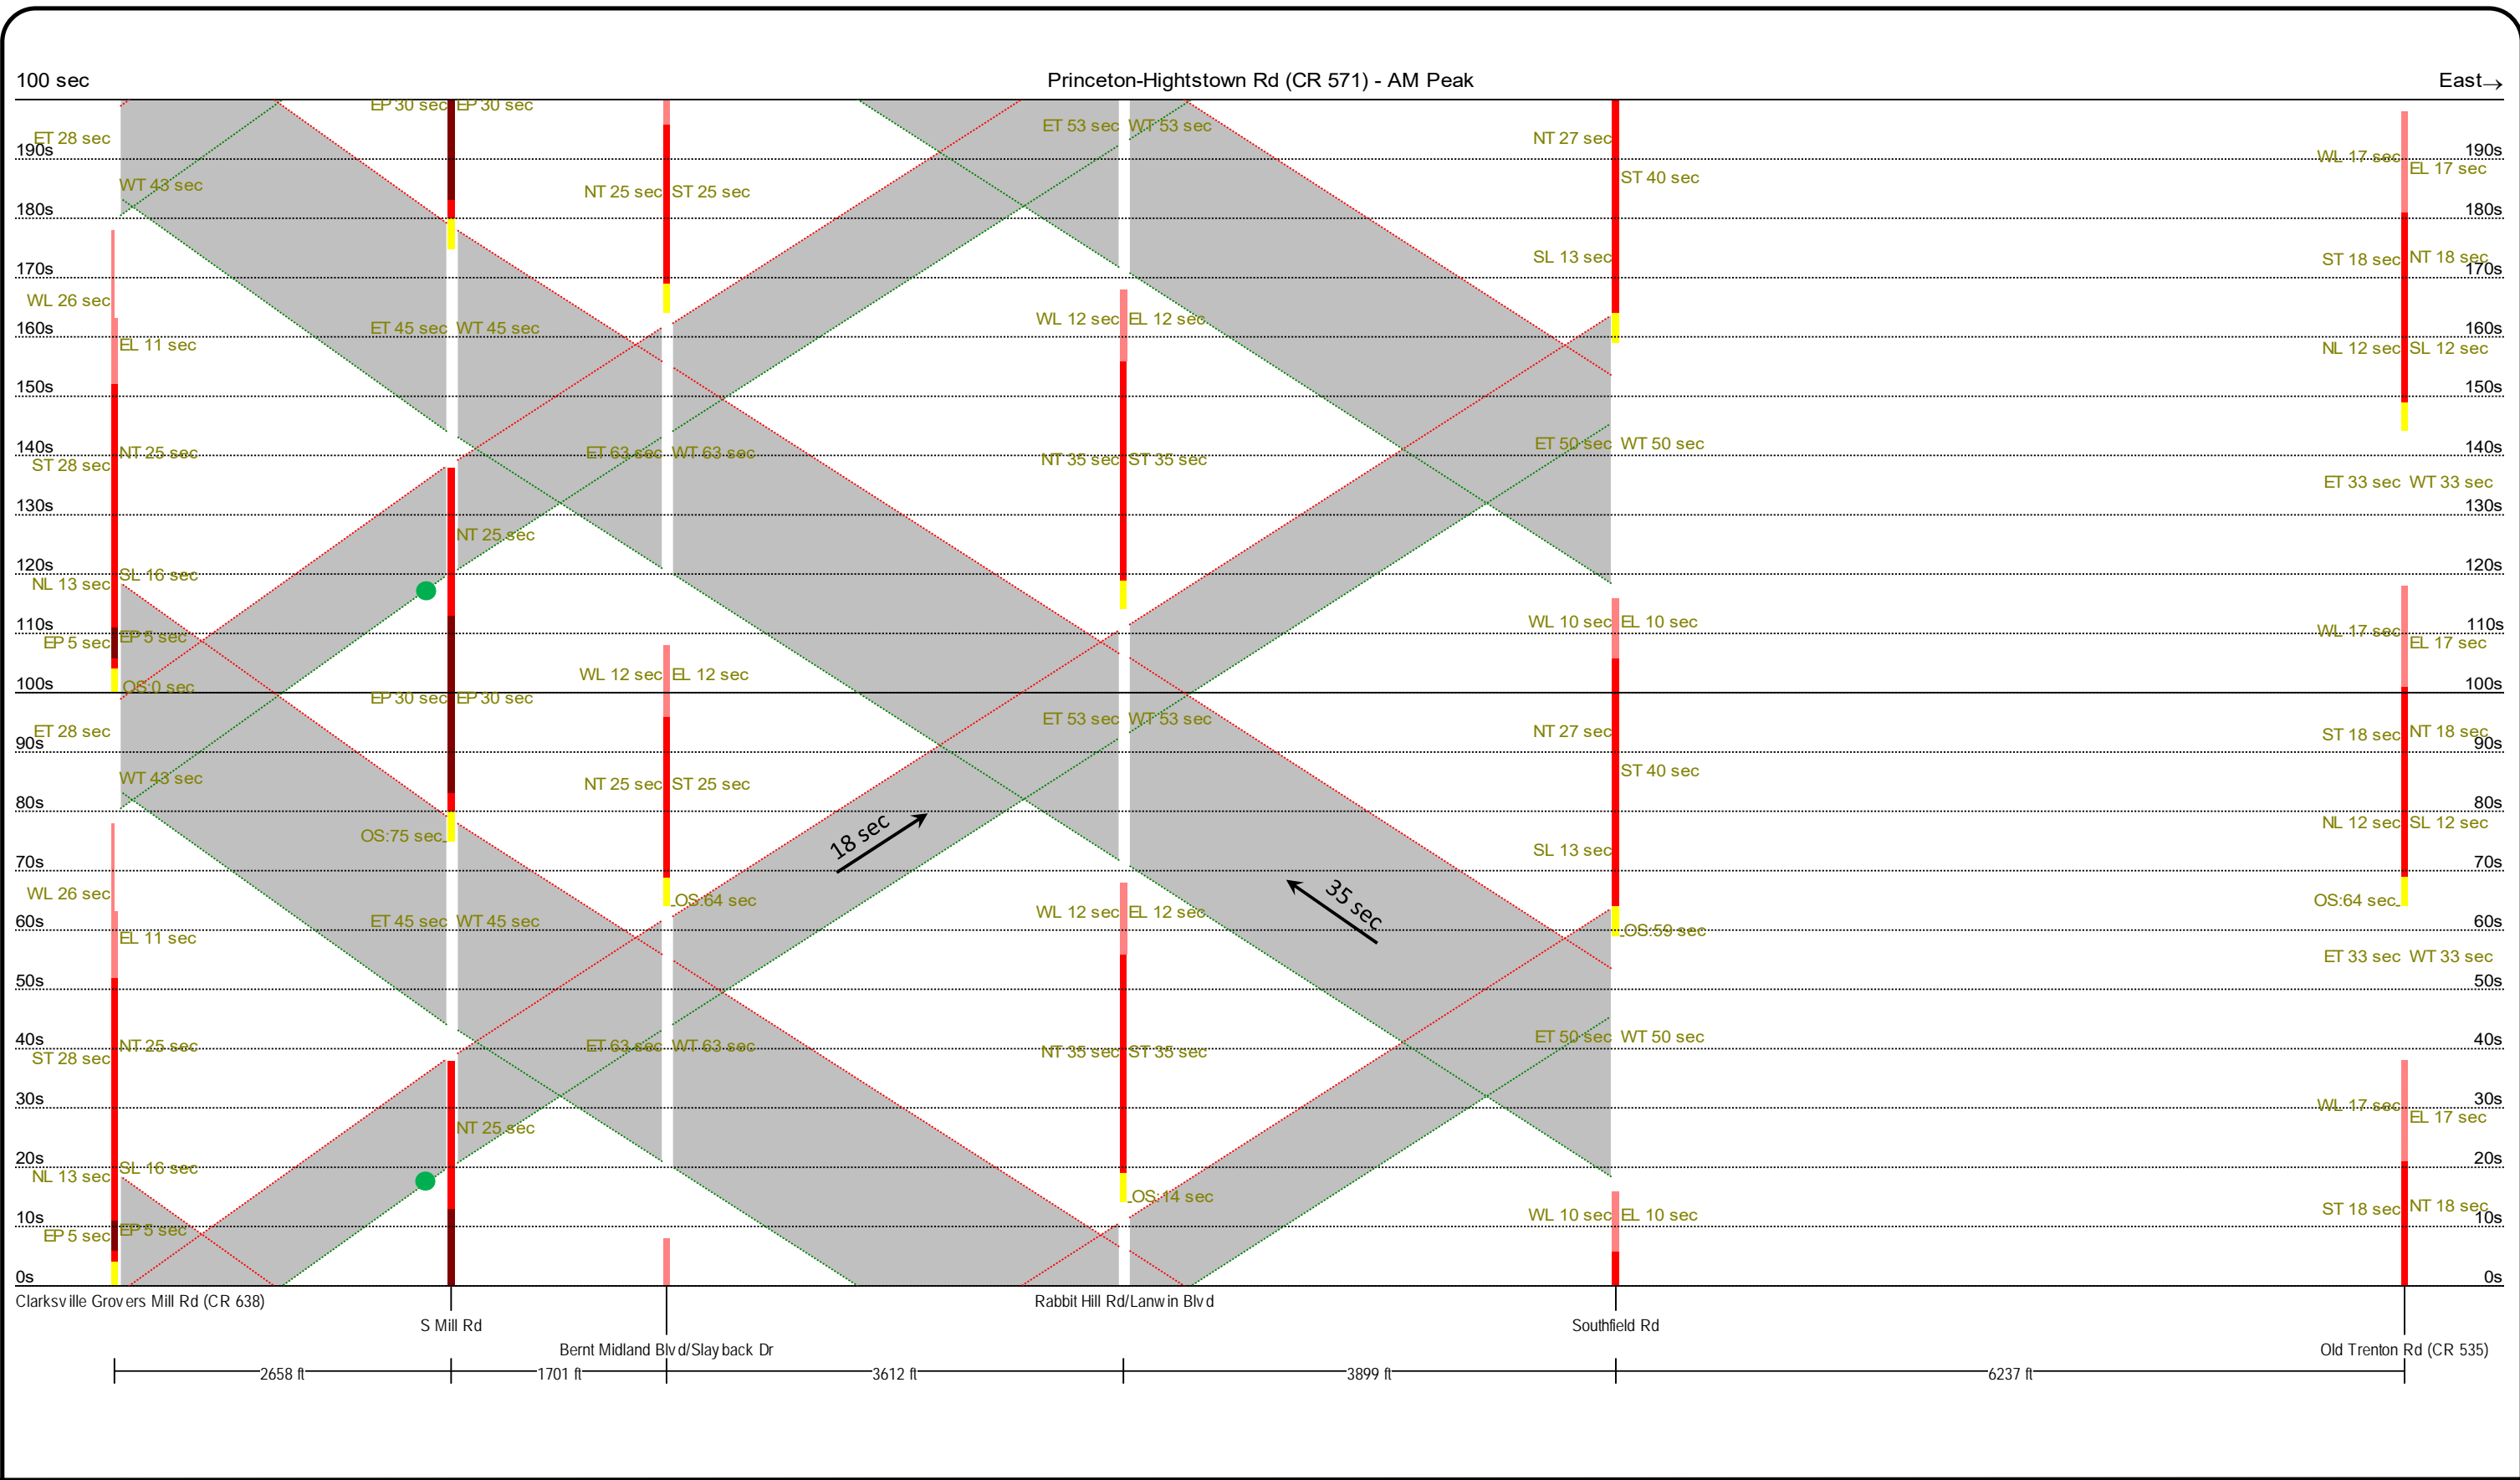 100 sec
Princeton-Hightstown Rd (CR 571) - AM Peak
East→
EP 30 sec EP 30 sec
ET 53 sec WT 53 sec
ET 28 sec
NT 27 sec
190s
190s
WL 17 sec EL 17 sec
ST 40 sec
WT 43 sec
NT 25 sec ST 25 sec
180s
180s
SL 13 sec
ST 18 sec NT 18 sec
170s
170s
WL 26 sec
WL 12 sec EL 12 sec
160s
ET 45 sec WT 45 sec
160s
EL 11 sec
NL 12 sec SL 12 sec
150s
150s
ET 50 sec WT 50 sec
140s
140s
ST 28 sec NT 25 sec
ET 63 sec WT 63 sec
NT 35 sec ST 35 sec
ET 33 sec WT 33 sec
130s
130s
NT 25 sec
120s
120s
NL 13 sec SL 16 sec
110s
WL 10 sec EL 10 sec
110s
WL 17 sec EL 17 sec
EP 5 sec EP 5 sec
WL 12 sec EL 12 sec
100s
OS:0 sec
100s
EP 30 sec EP 30 sec
ET 53 sec WT 53 sec
ET 28 sec
NT 27 sec
ST 18 sec NT 18 sec
90s
90s
WT 43 sec
NT 25 sec ST 25 sec
ST 40 sec
80s
80s
NL 12 sec SL 12 sec
OS:75 sec
18 sec
SL 13 sec
70s
70s
WL 26 sec
OS:64 sec
35 sec
OS:64 sec
WL 12 sec EL 12 sec
60s
ET 45 sec WT 45 sec
OS:59 sec
60s
EL 11 sec
ET 33 sec WT 33 sec
50s
50s
40s
ET 50 sec WT 50 sec
40s
ST 28 sec NT 25 sec
ET 63 sec WT 63 sec
NT 35 sec ST 35 sec
30s
30s
WL 17 sec EL 17 sec
NT 25 sec
20s
20s
NL 13 sec SL 16 sec
OS:14 sec
10s
WL 10 sec EL 10 sec
ST 18 sec NT 18 sec
10s
EP 5 sec EP 5 sec
0s
0s
Clarksville Grovers Mill Rd (CR 638)
Rabbit Hill Rd/Lanwin Blvd
S Mill Rd
Southfield Rd
Bernt Midland Blvd/Slayback Dr
Old Trenton Rd (CR 535)
2658 ft
1701 ft
3612 ft
3899 ft
6237 ft